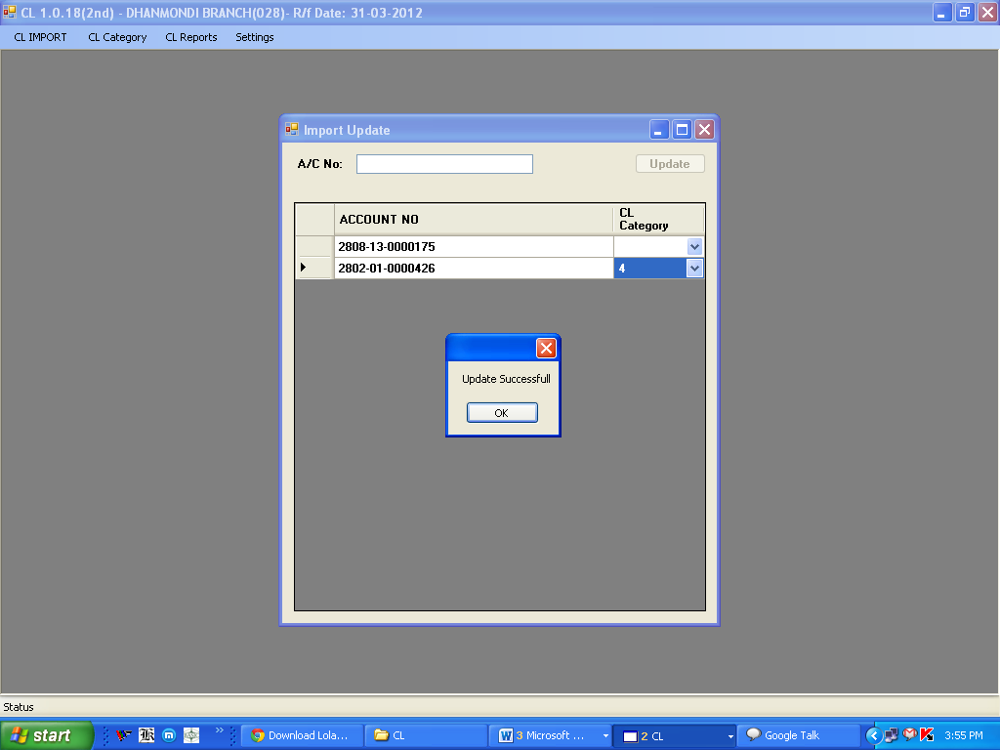 CL 1.0.18(2nd) - DHANMONDI BRANCH(028)- R/f Date: 31-03-2012
CL IMPORT CL Category CL Reports Settings
Import Update
A/C No: Update
ACCOUNT NO CL Category
2808-13-0000175
2802-01-0000426 4
Update Successfull
OK
Status
start Download Lola... CL 3 Microsoft ... 2 CL Google Talk 3:55 PM